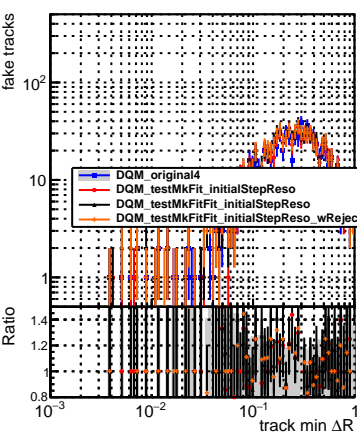 fake tracks
10²
10
1
DQM_original4
DQM_testMkFit_initialStepReso
DQM_testMkFitFit_initialStepReso
DQM_testMkFitFit_initialStepReso_wRejec
Ratio
1.4
1.2
1
0.8
10⁻³ 10⁻² 10⁻¹ 1
track min ΔR